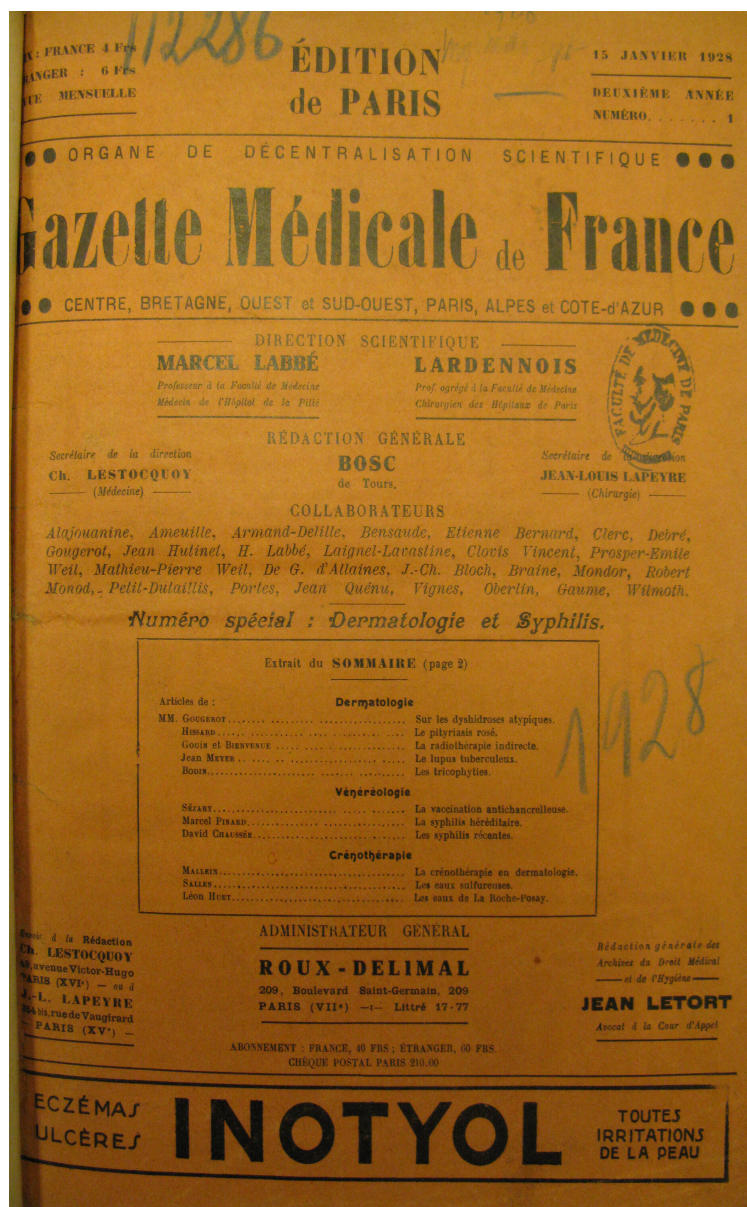 112286
: FRANCE 4 Frs
ÉDITION
de PARIS
15 JANVIER 1928
ANGER : 6 Frs
MENSUELLE
DEUXIÈME ANNÉE
NUMÉRO. . . . . . . 1
ORGANE DE DÉCENTRALISATION SCIENTIFIQUE
Gazette Médicale de France
CENTRE, BRETAGNE, OUEST et SUD-OUEST, PARIS, ALPES et COTE-d'AZUR
DIRECTION SCIENTIFIQUE
MARCEL LABBÉ
Professeur à la Faculté de Médecine
Médecin de l'Hôpital de la Pitié
LARDENNOIS
Prof. agrégé à la Faculté de Médecine
Chirurgien des Hôpitaux de Paris
FACULTÉ DE MÉDECINE DE PARIS
RÉDACTION GÉNÉRALE
BOSC
de Tours.
Secrétaire de la direction
Ch. LESTOCQUOY
(Médecine)
Secrétaire de la
JEAN-LOUIS LAPEYRE
(Chirurgie)
COLLABORATEURS
Alajouanine, Ameuille, Armand-Delille, Bensaude, Etienne Bernard, Clerc, Debré,
Gougerot, Jean Hutinel, H. Labbé, Laignel-Lavastine, Clovis Vincent, Prosper-Emile
Weil, Mathieu-Pierre Weil, De G. d'Allaines, J.-Ch. Bloch, Braine, Mondor, Robert
Monod, Petit-Dutaillis, Portes, Jean Quénu, Vignes, Oberlin, Gaume, Wilmoth.
Numéro spécial : Dermatologie et Syphilis.
1928
Extrait du SOMMAIRE (page 2)
Articles de :
Dermatologie
MM. GOUGEROT........ Sur les dyshidroses atypiques.
HISSARD........ Le pityriasis rosé.
GOUIN et BIENVENUE ........ La radiothérapie indirecte.
Jean MEYER ........ Le lupus tuberculeux.
BODIN........ Les tricophyties.
Vénéréologie
SÉZARY........ La vaccination antichancrelleuse.
Marcel PINARD........ La syphilis héréditaire.
David CHAUSSÉE........ Les syphilis récentes.
Crénothérapie
MALLEIN........ La crénothérapie en dermatologie.
SALLES........ Les eaux sulfureuses.
Léon HUET........ Les eaux de La Roche-Posay.
à la Rédaction
Ch. LESTOCQUOY
avenue Victor-Hugo
PARIS (XVIe) — ou à
J.-L. LAPEYRE
bis, rue de Vaugirard
— PARIS (XVe) —
ADMINISTRATEUR GÉNÉRAL
ROUX-DELIMAL
209, Boulevard Saint-Germain, 209
PARIS (VIIe) —:— Littré 17-77
Rédaction générale des
Archives du Droit Médical
— et de l'Hygiène —
JEAN LETORT
Avocat à la Cour d'Appel
ABONNEMENT : FRANCE, 40 FRS ; ÉTRANGER, 60 FRS.
CHÈQUE POSTAL PARIS 210.00
ECZÉMAS
ULCÈRES
INOTYOL
TOUTES
IRRITATIONS
DE LA PEAU